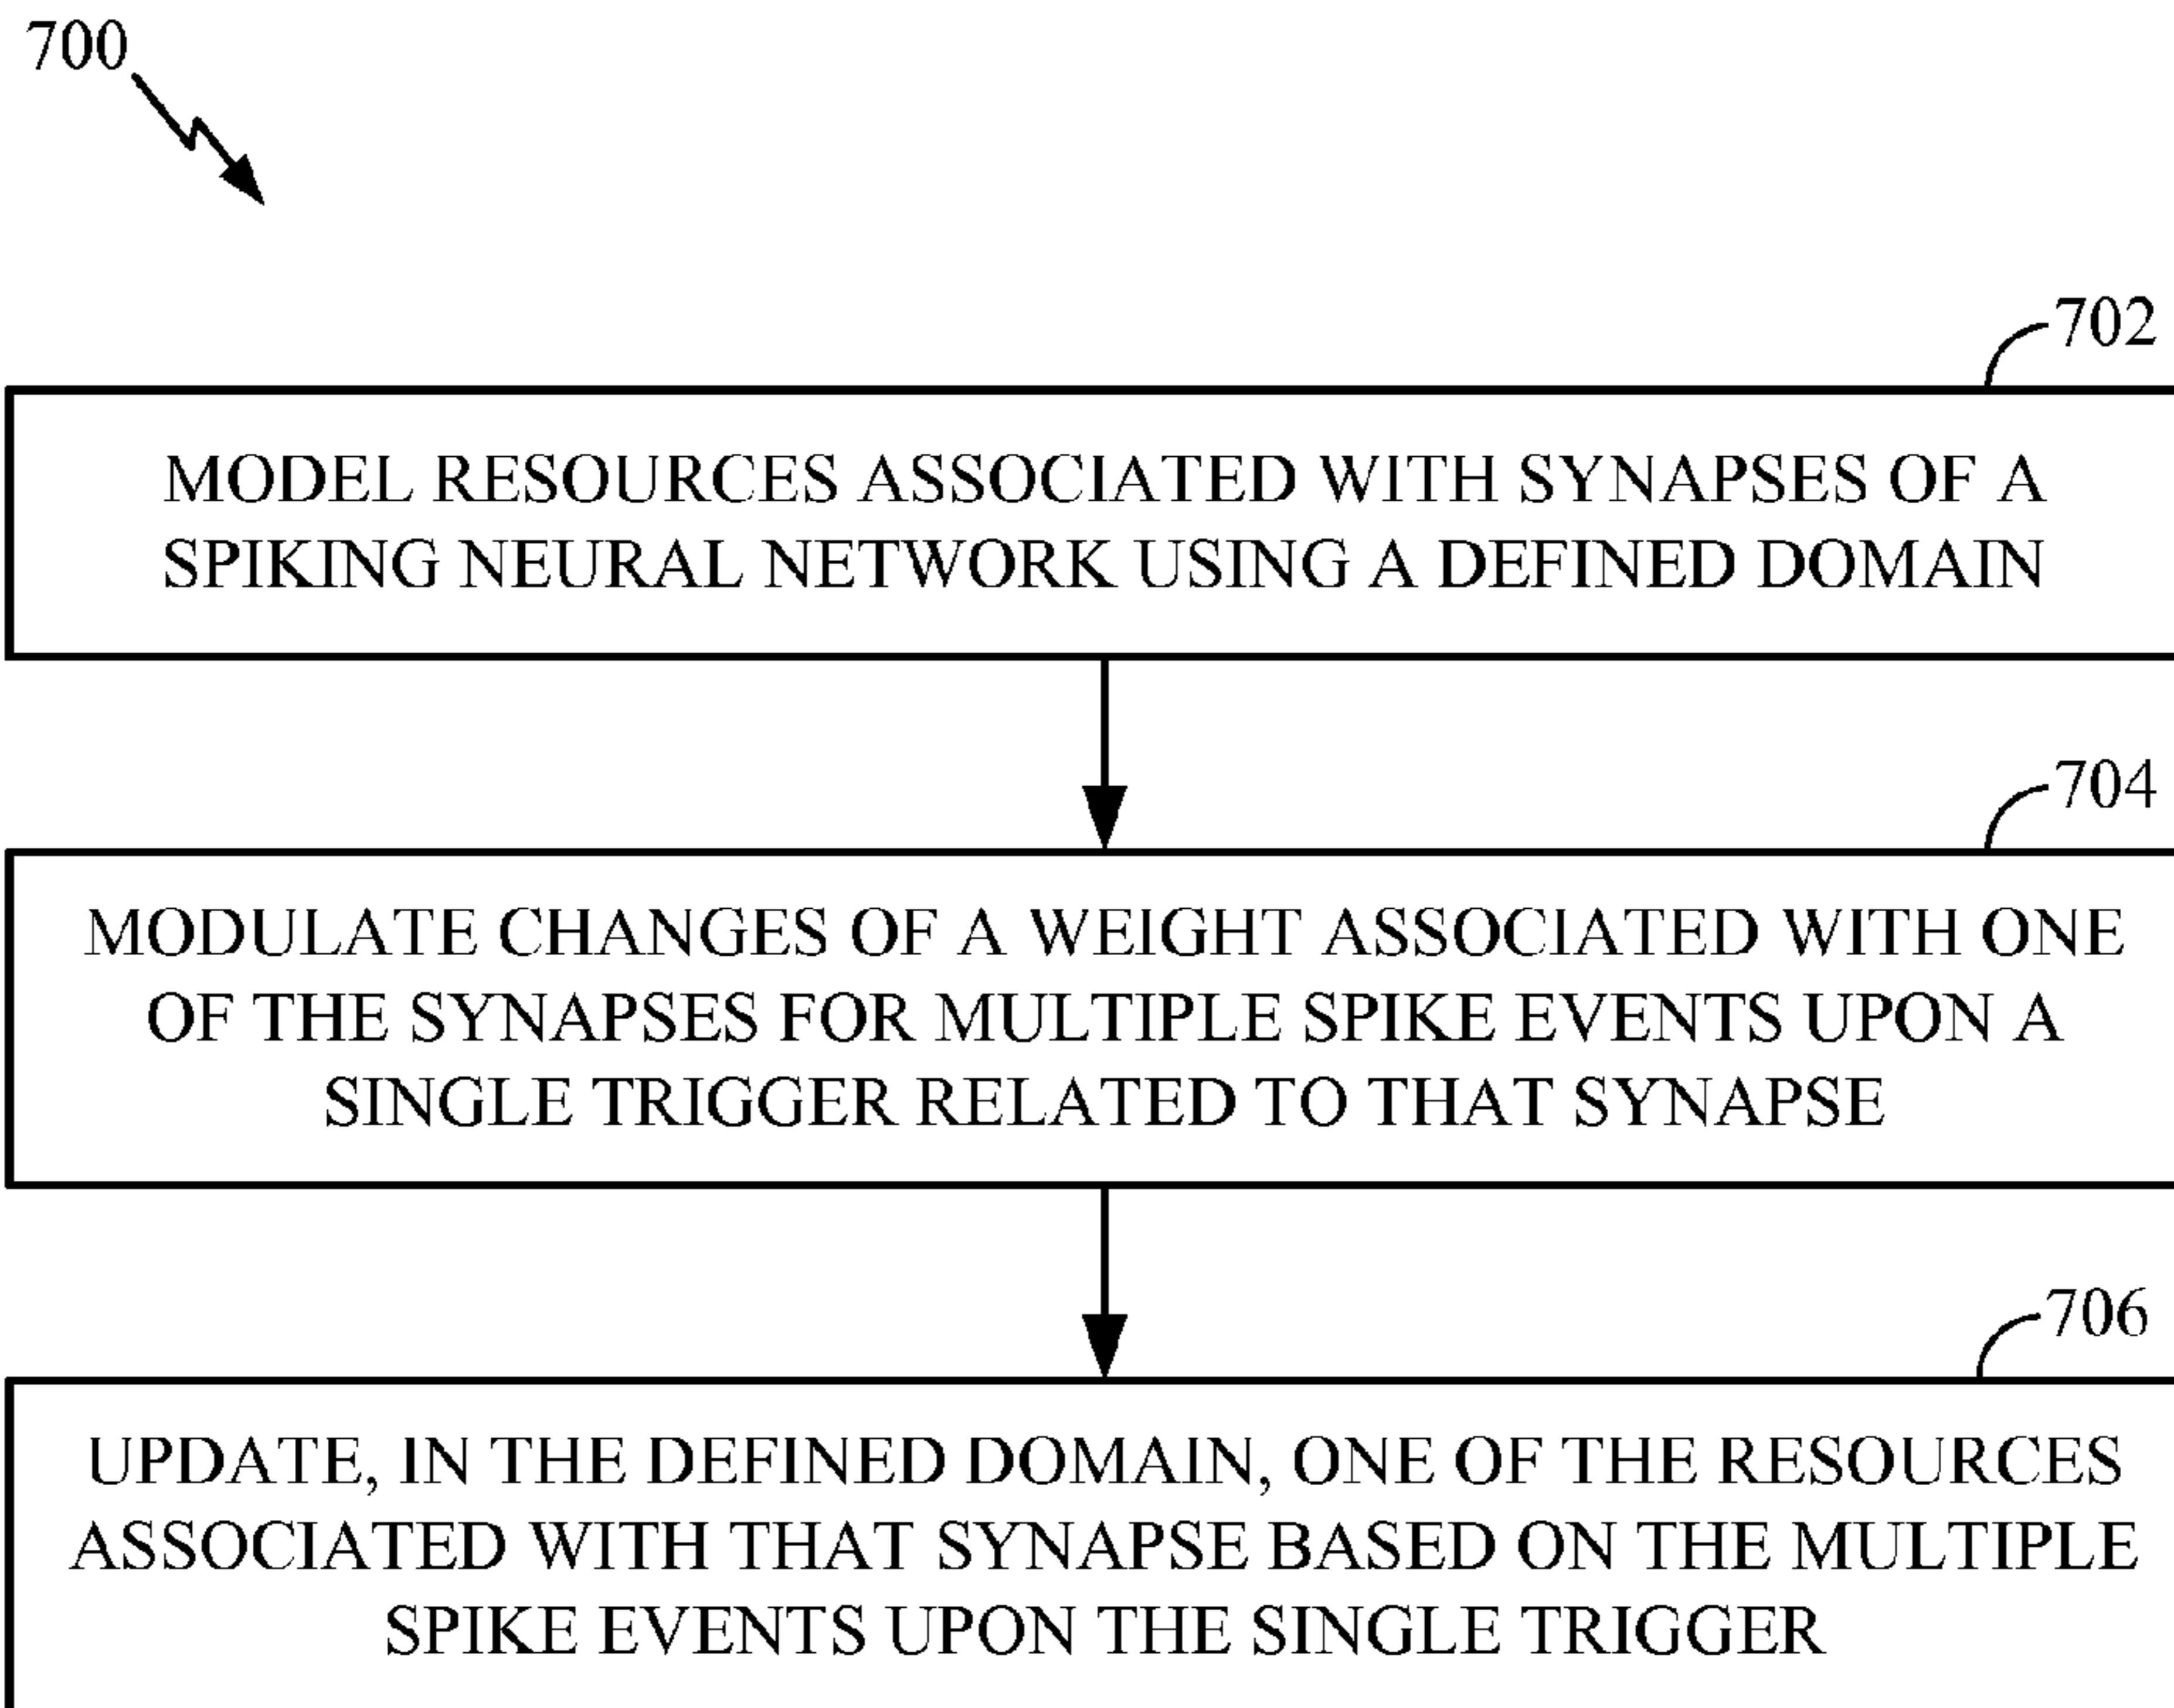 700
702
MODEL RESOURCES ASSOCIATED WITH SYNAPSES OF A
SPIKING NEURAL NETWORK USING A DEFINED DOMAIN
704
MODULATE CHANGES OF A WEIGHT ASSOCIATED WITH ONE
OF THE SYNAPSES FOR MULTIPLE SPIKE EVENTS UPON A
SINGLE TRIGGER RELATED TO THAT SYNAPSE
706
UPDATE, IN THE DEFINED DOMAIN, ONE OF THE RESOURCES
ASSOCIATED WITH THAT SYNAPSE BASED ON THE MULTIPLE
SPIKE EVENTS UPON THE SINGLE TRIGGER